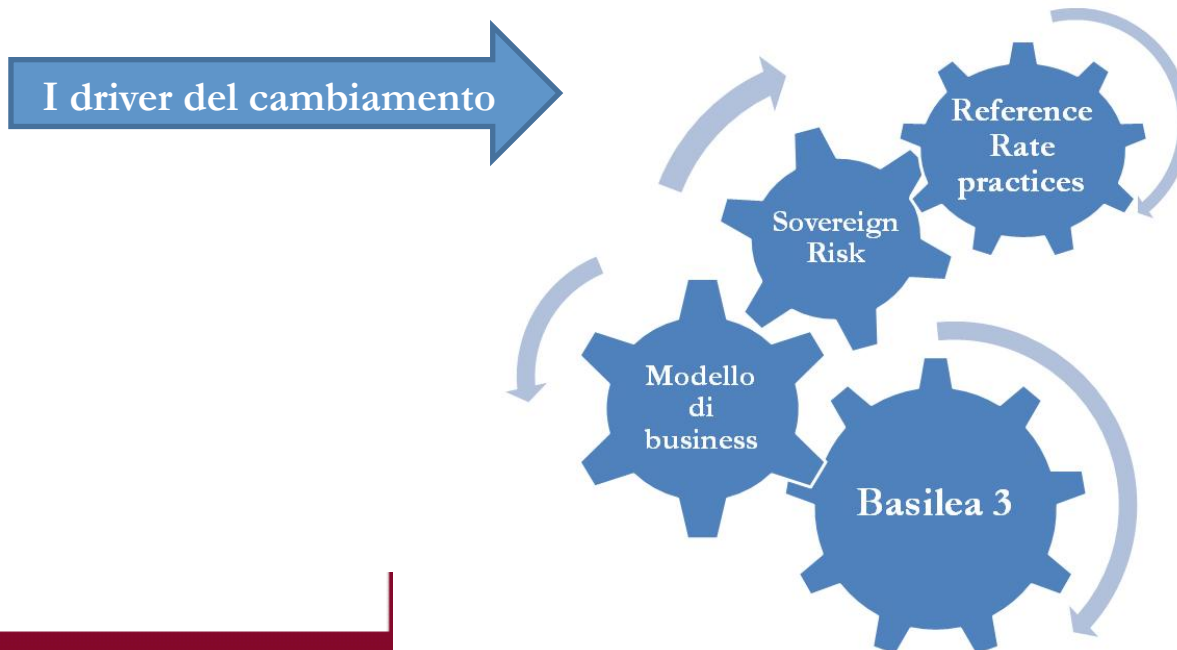 I driver del cambiamento
Reference
Rate
practices
Sovereign
Risk
Modello
di
business
Basilea 3